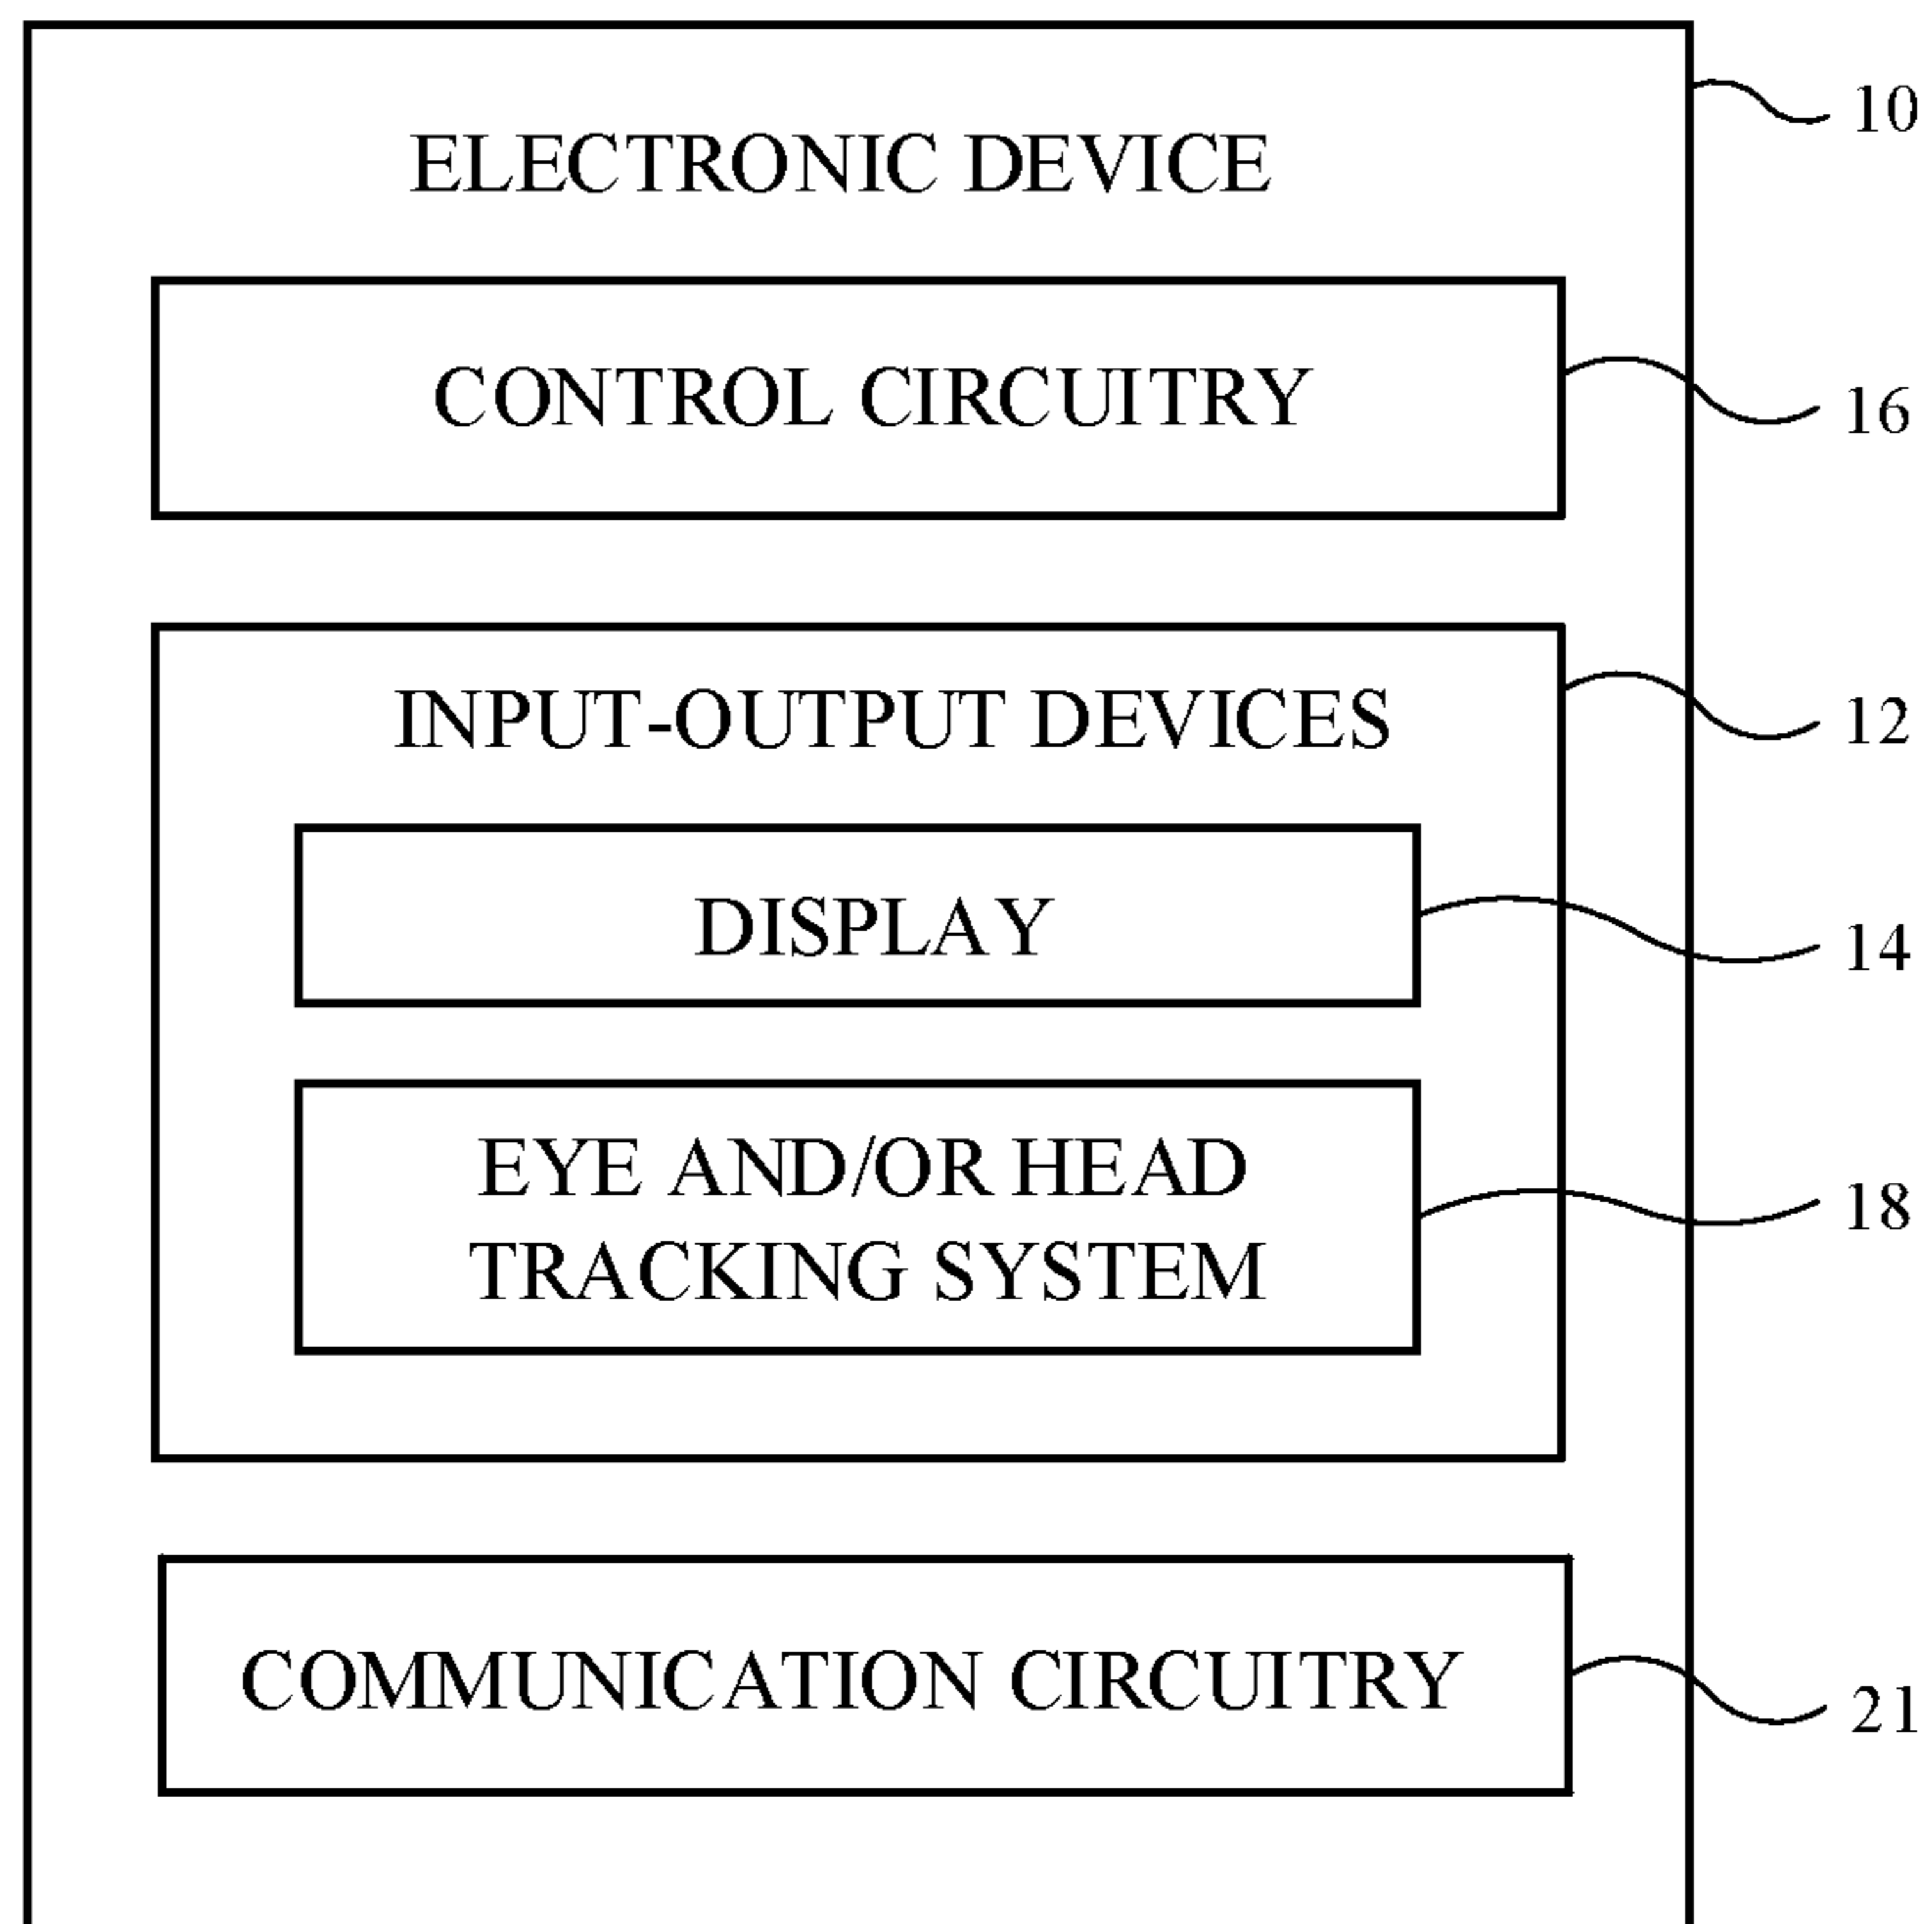 ELECTRONIC DEVICE
10
CONTROL CIRCUITRY
16
INPUT-OUTPUT DEVICES
12
DISPLAY
14
EYE AND/OR HEAD
TRACKING SYSTEM
18
COMMUNICATION CIRCUITRY
21